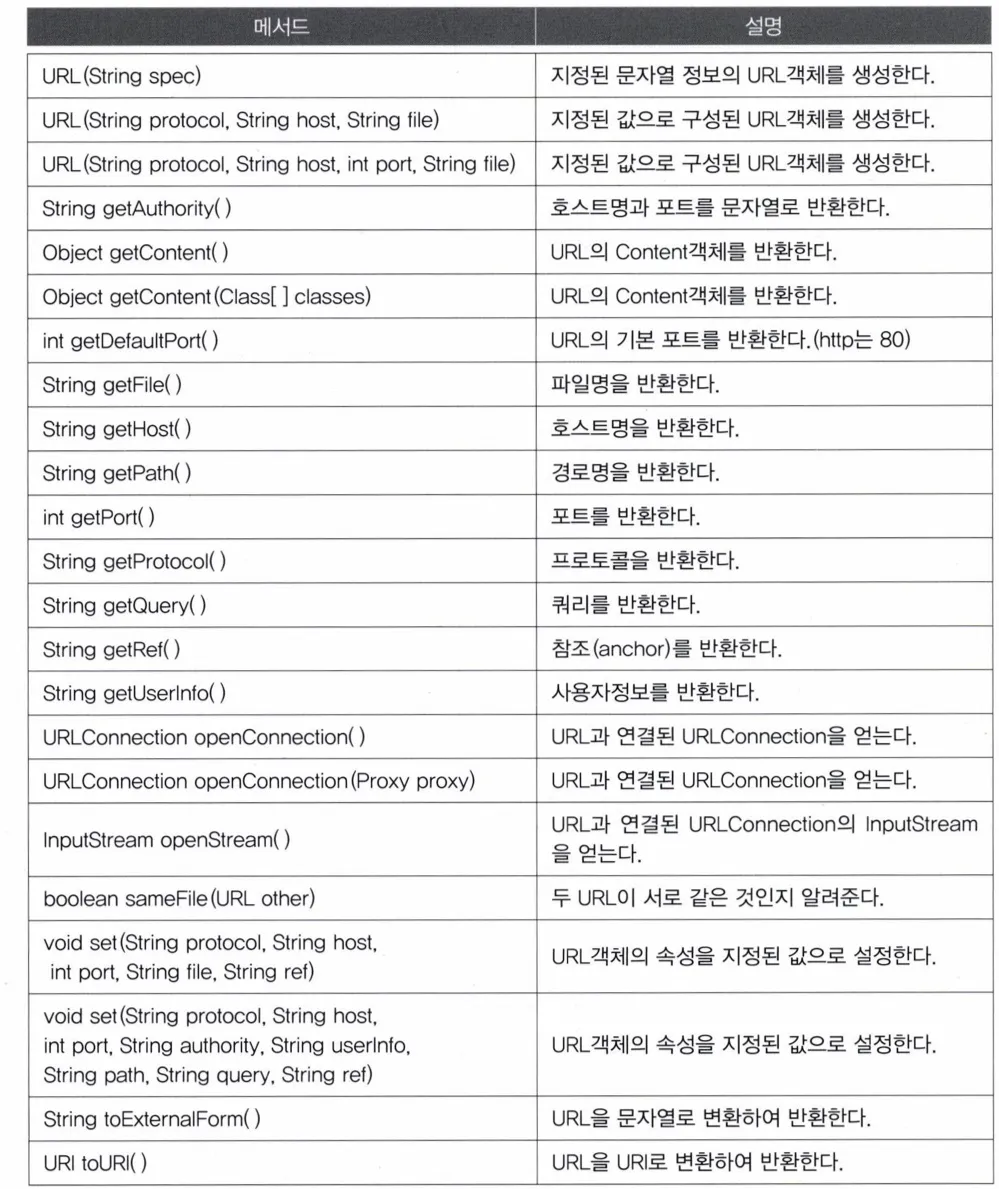 메서드 설명
URL(String spec) 지정된 문자열 정보의 URL객체를 생성한다.
URL(String protocol, String host, String file) 지정된 값으로 구성된 URL객체를 생성한다.
URL(String protocol, String host, int port, String file) 지정된 값으로 구성된 URL객체를 생성한다.
String getAuthority( ) 호스트명과 포트를 문자열로 반환한다.
Object getContent( ) URL의 Content객체를 반환한다.
Object getContent(Class[ ] classes) URL의 Content객체를 반환한다.
int getDefaultPort( ) URL의 기본 포트를 반환한다.(http는 80)
String getFile( ) 파일명을 반환한다.
String getHost( ) 호스트명을 반환한다.
String getPath( ) 경로명을 반환한다.
int getPort( ) 포트를 반환한다.
String getProtocol( ) 프로토콜을 반환한다.
String getQuery( ) 쿼리를 반환한다.
String getRef( ) 참조(anchor)를 반환한다.
String getUserInfo( ) 사용자정보를 반환한다.
URLConnection openConnection( ) URL과 연결된 URLConnection을 얻는다.
URLConnection openConnection(Proxy proxy) URL과 연결된 URLConnection을 얻는다.
InputStream openStream( ) URL과 연결된 URLConnection의 InputStream
을 얻는다.
boolean sameFile(URL other) 두 URL이 서로 같은 것인지 알려준다.
void set(String protocol, String host,
int port, String file, String ref) URL객체의 속성을 지정된 값으로 설정한다.
void set(String protocol, String host,
int port, String authority, String userInfo, URL객체의 속성을 지정된 값으로 설정한다.
String path, String query, String ref)
String toExternalForm( ) URL을 문자열로 변환하여 반환한다.
URI toURI( ) URL을 URI로 변환하여 반환한다.